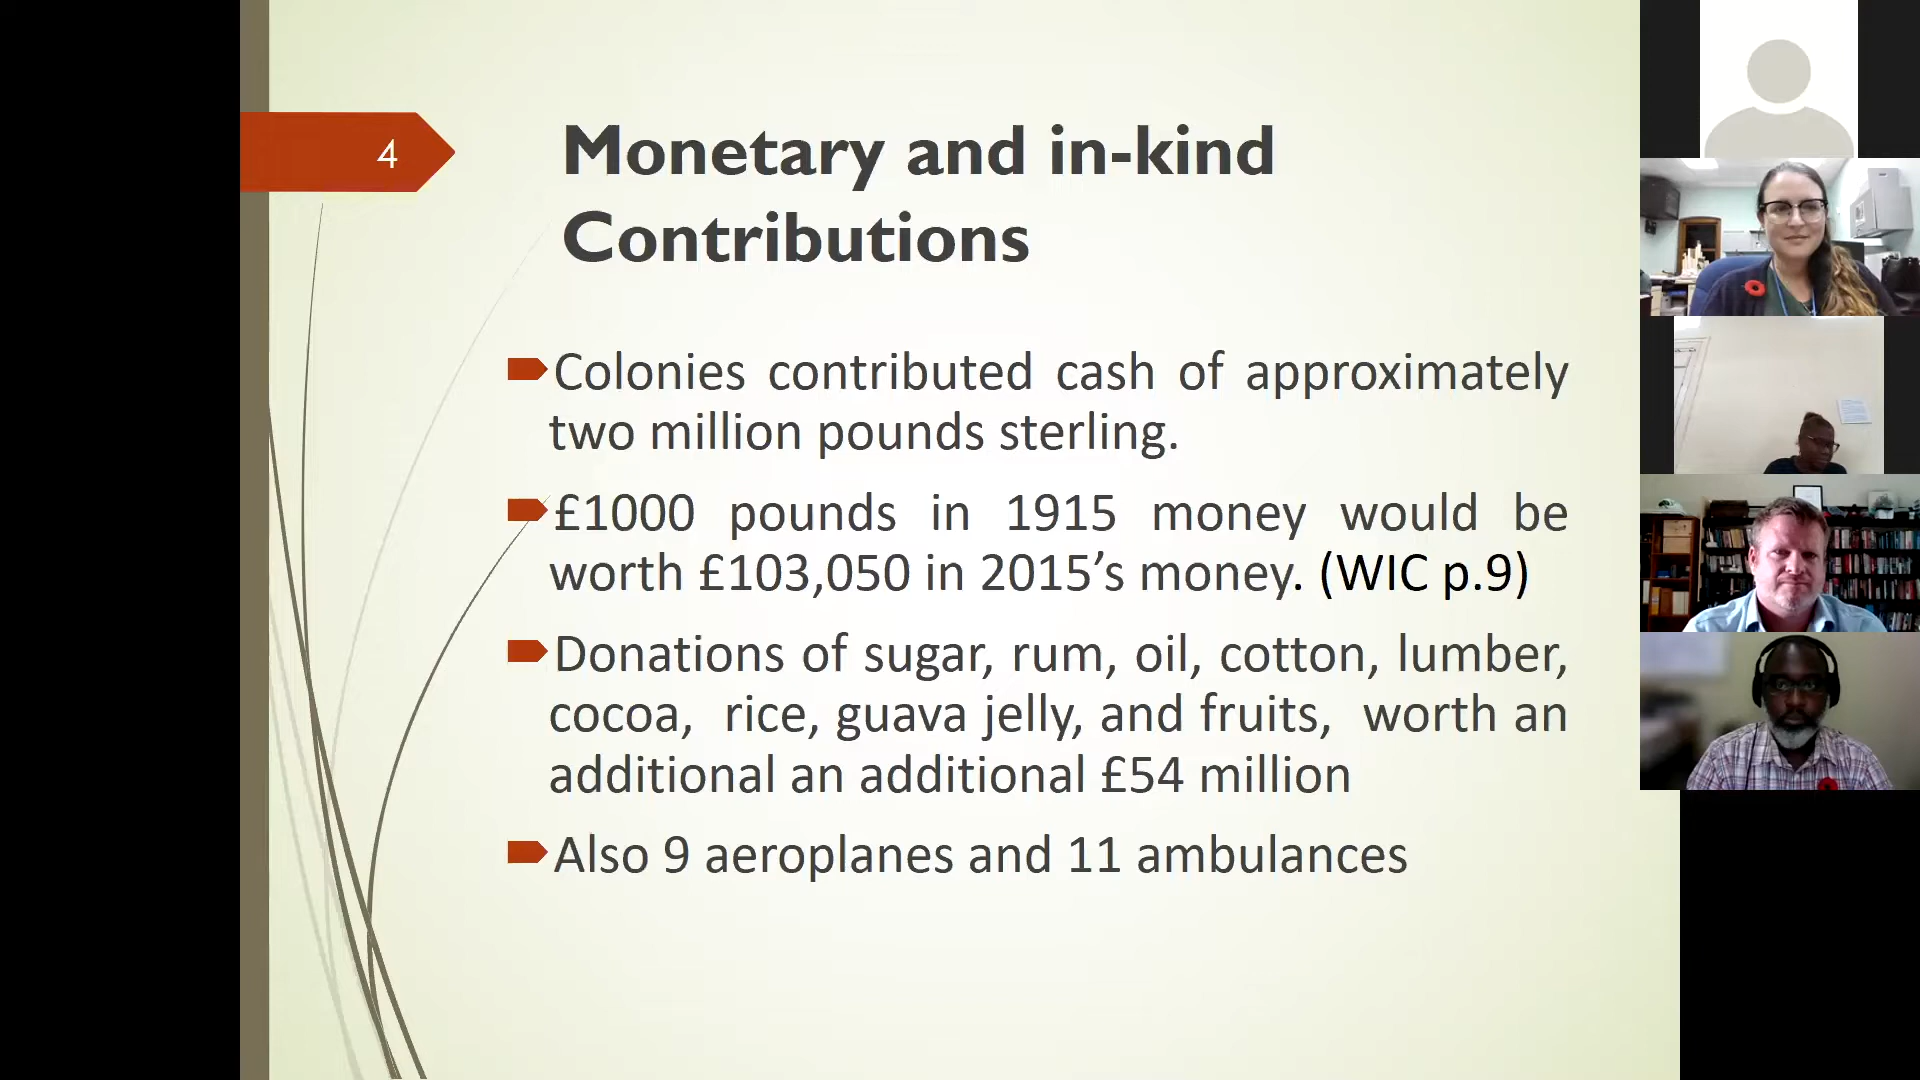 4
Monetary and in-kind
Contributions
Colonies contributed cash of approximately
two million pounds sterling.
£1000 pounds in 1915 money would be
worth £103,050 in 2015’s money. (WIC p.9)
Donations of sugar, rum, oil, cotton, lumber,
cocoa, rice, guava jelly, and fruits, worth an
additional an additional £54 million
Also 9 aeroplanes and 11 ambulances